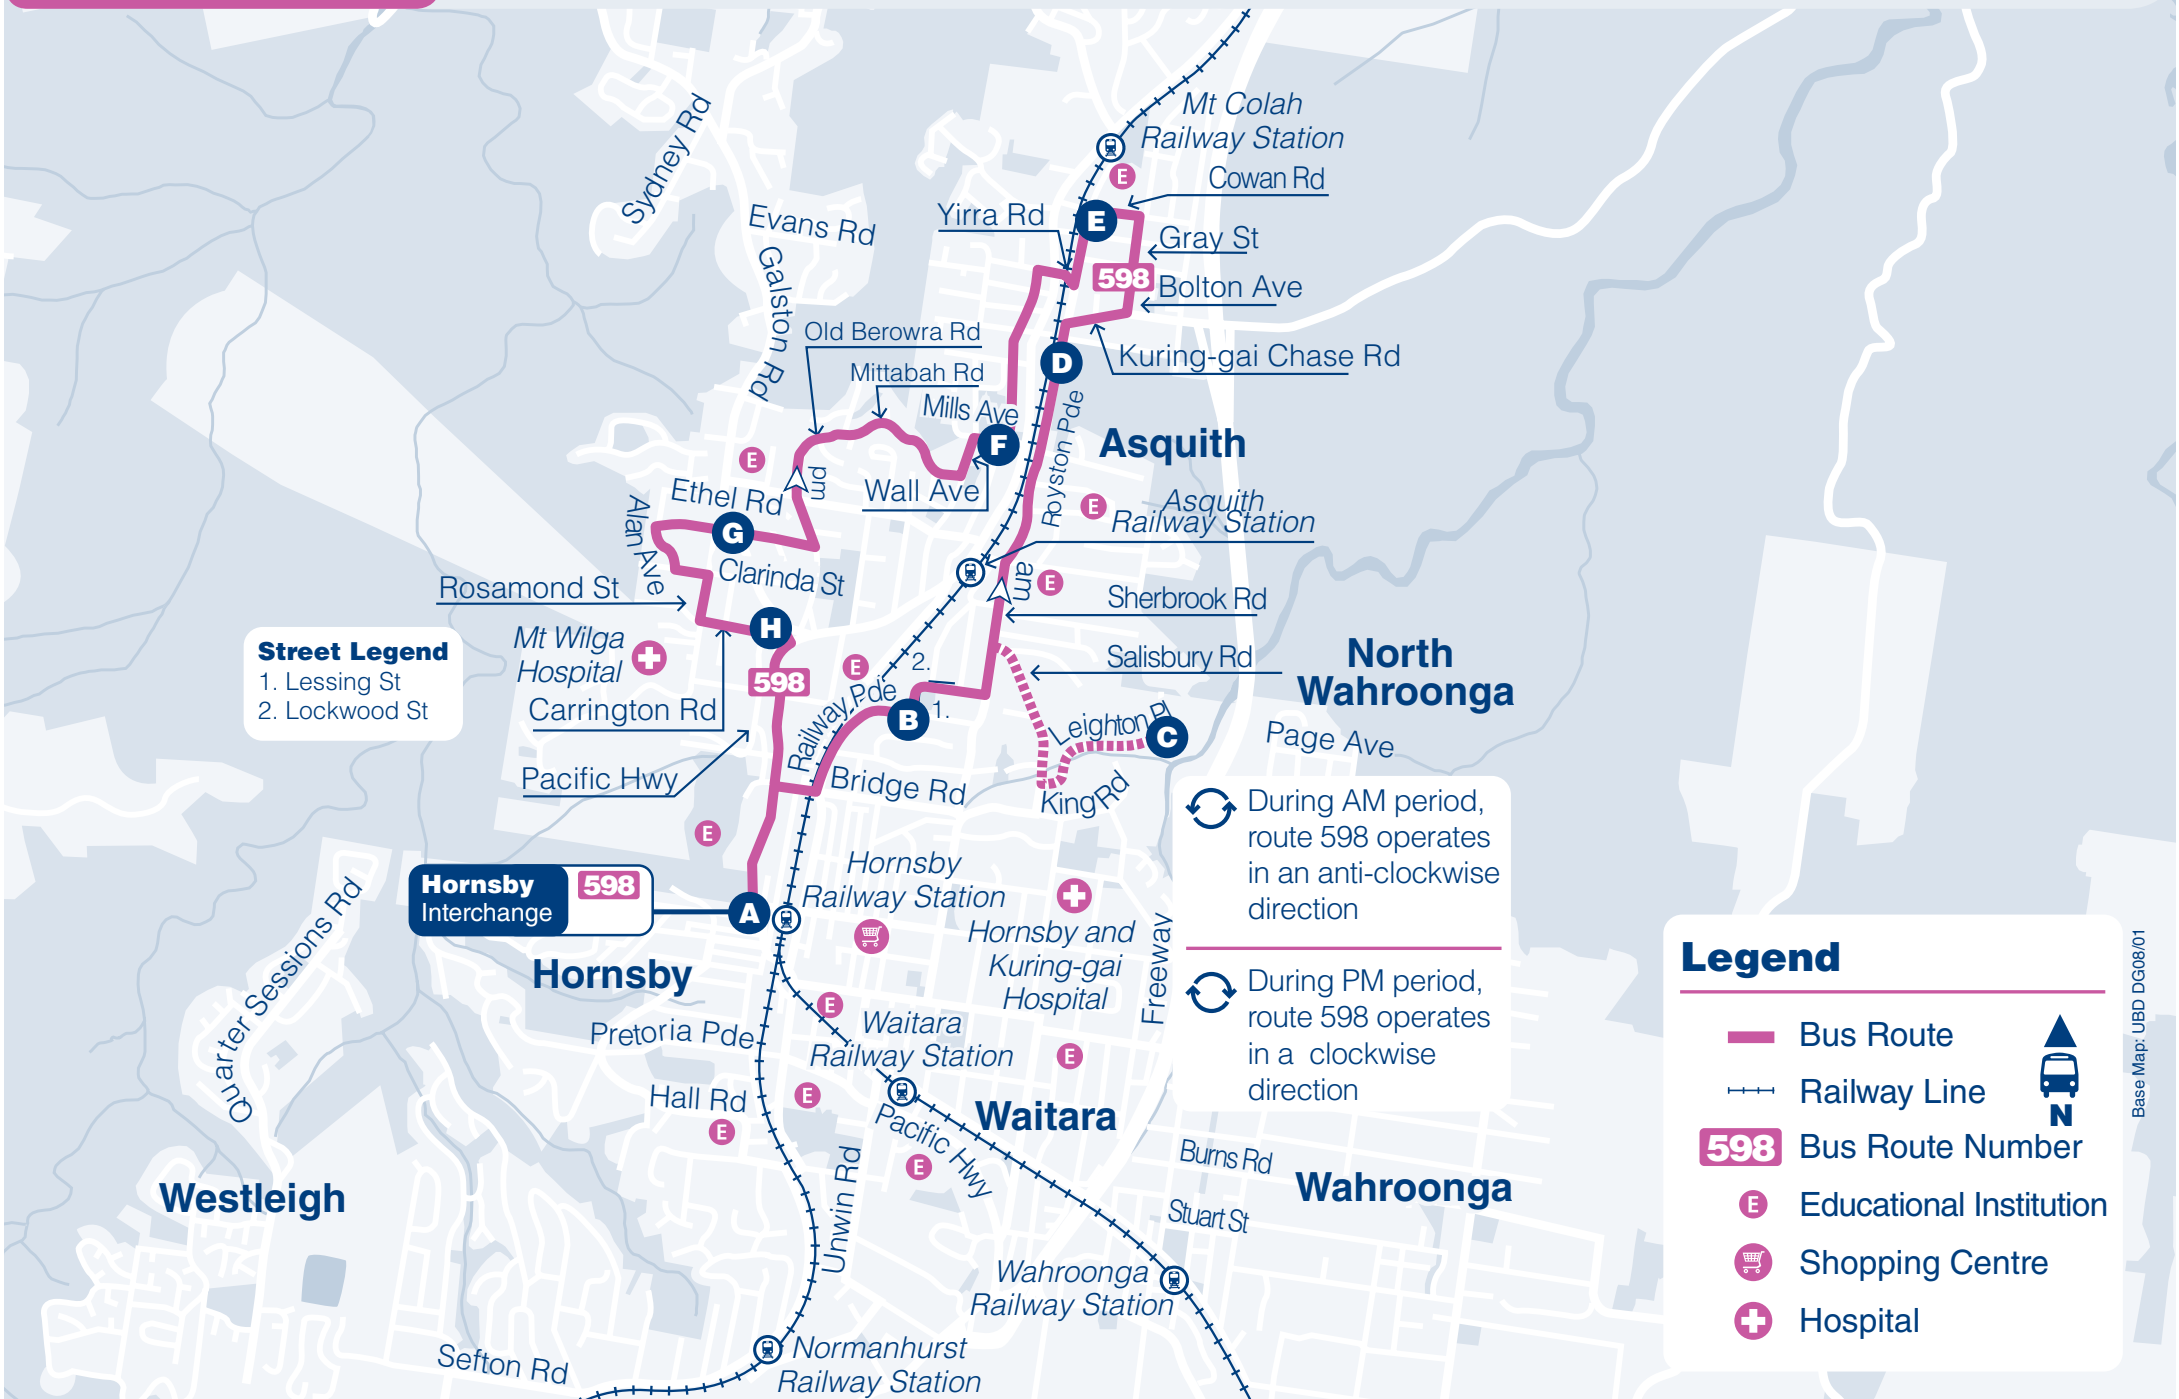 Mt Colah
Railway Station
E
Cowan Rd
Sydney Rd
Evans Rd
Yirra Rd
E
Gray St
598
Bolton Ave
Galston Rd
Old Berowra Rd
Kuring-gai Chase Rd
D
Mittabah Rd
Mills Ave
F
Royston Pde
Asquith
E
pm
Ethel Rd
Wall Ave
E
Asquith
Railway Station
Alan Ave
G
Clarinda St
am
E
Rosamond St
Sherbrook Rd
H
Street Legend
1. Lessing St
2. Lockwood St
Mt Wilga
Hospital
598
E
2.
Salisbury Rd
North
Wahroonga
Carrington Rd
Railway Pde
B
1.
Leighton Pl
C
Page Ave
Pacific Hwy
Bridge Rd
King Rd
During AM period,
route 598 operates
in an anti-clockwise
direction
E
Hornsby
Interchange
598
A
Hornsby
Railway Station
Hornsby and
Kuring-gai
Hospital
Freeway
During PM period,
route 598 operates
in a clockwise
direction
Quarter Sessions Rd
Hornsby
E
Pretoria Pde
Waitara
Railway Station
E
Hall Rd
E
E
Waitara
Pacific Hwy
E
Unwin Rd
Burns Rd
Wahroonga
Stuart St
Westleigh
Wahroonga
Railway Station
Normanhurst
Railway Station
Sefton Rd
Legend
Bus Route
Railway Line
N
598 Bus Route Number
E Educational Institution
Shopping Centre
Hospital
Base Map: UBD DG08/01